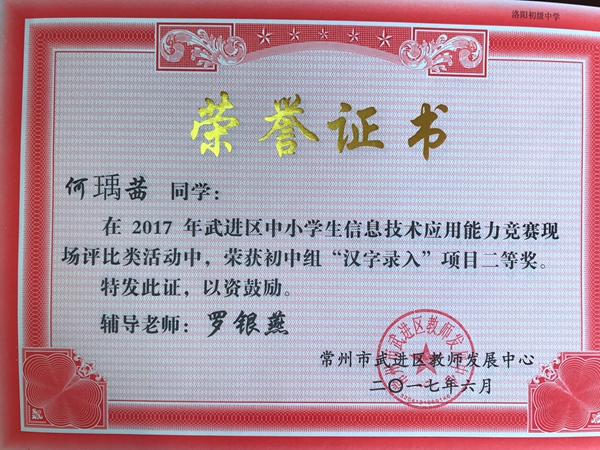 洛阳初级中学
荣誉证书
何瑀茜 同学：
在 2017 年武进区中小学生信息技术应用能力竞赛现
场评比类活动中，荣获初中组“汉字录入”项目二等奖。
特发此证，以资鼓励。
辅导老师：罗银燕
常州市武进区教师发展中心
二〇一七年六月